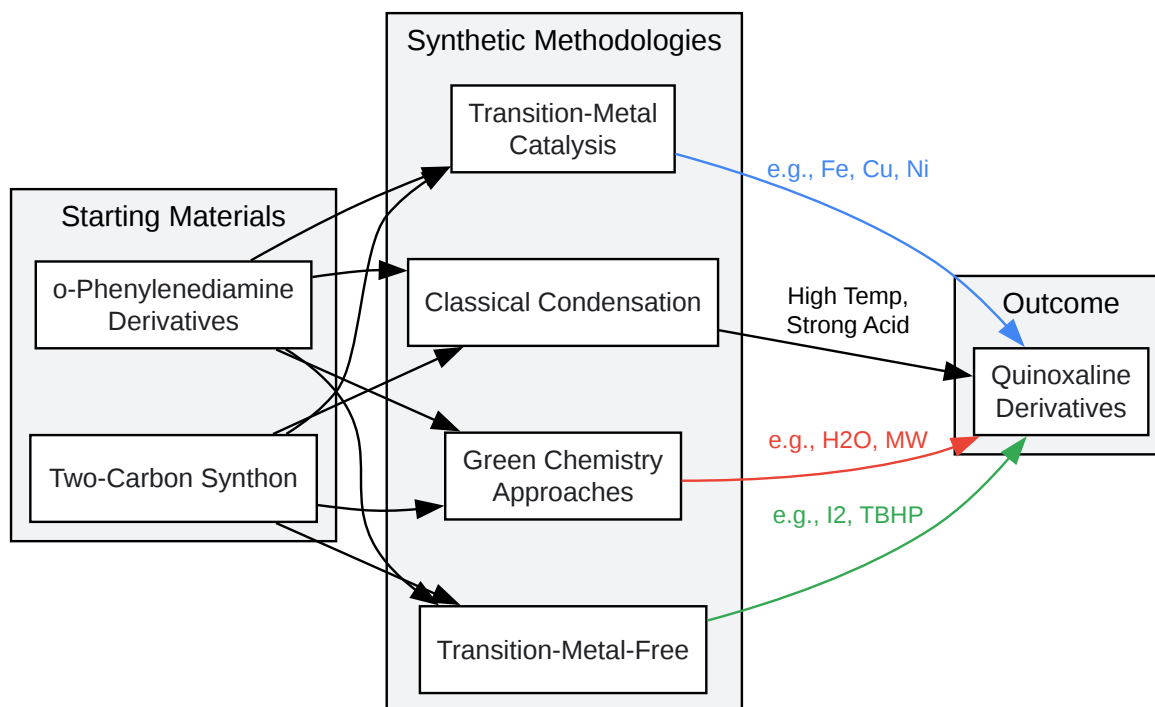 Starting Materials
o-Phenylenediamine
Derivatives
Two-Carbon Synthon
Synthetic Methodologies
Transition-Metal
Catalysis
Classical Condensation
Green Chemistry
Approaches
Transition-Metal-Free
e.g., Fe, Cu, Ni
High Temp,
Strong Acid
e.g., H2O, MW
e.g., I2, TBHP
Outcome
Quinoxaline
Derivatives